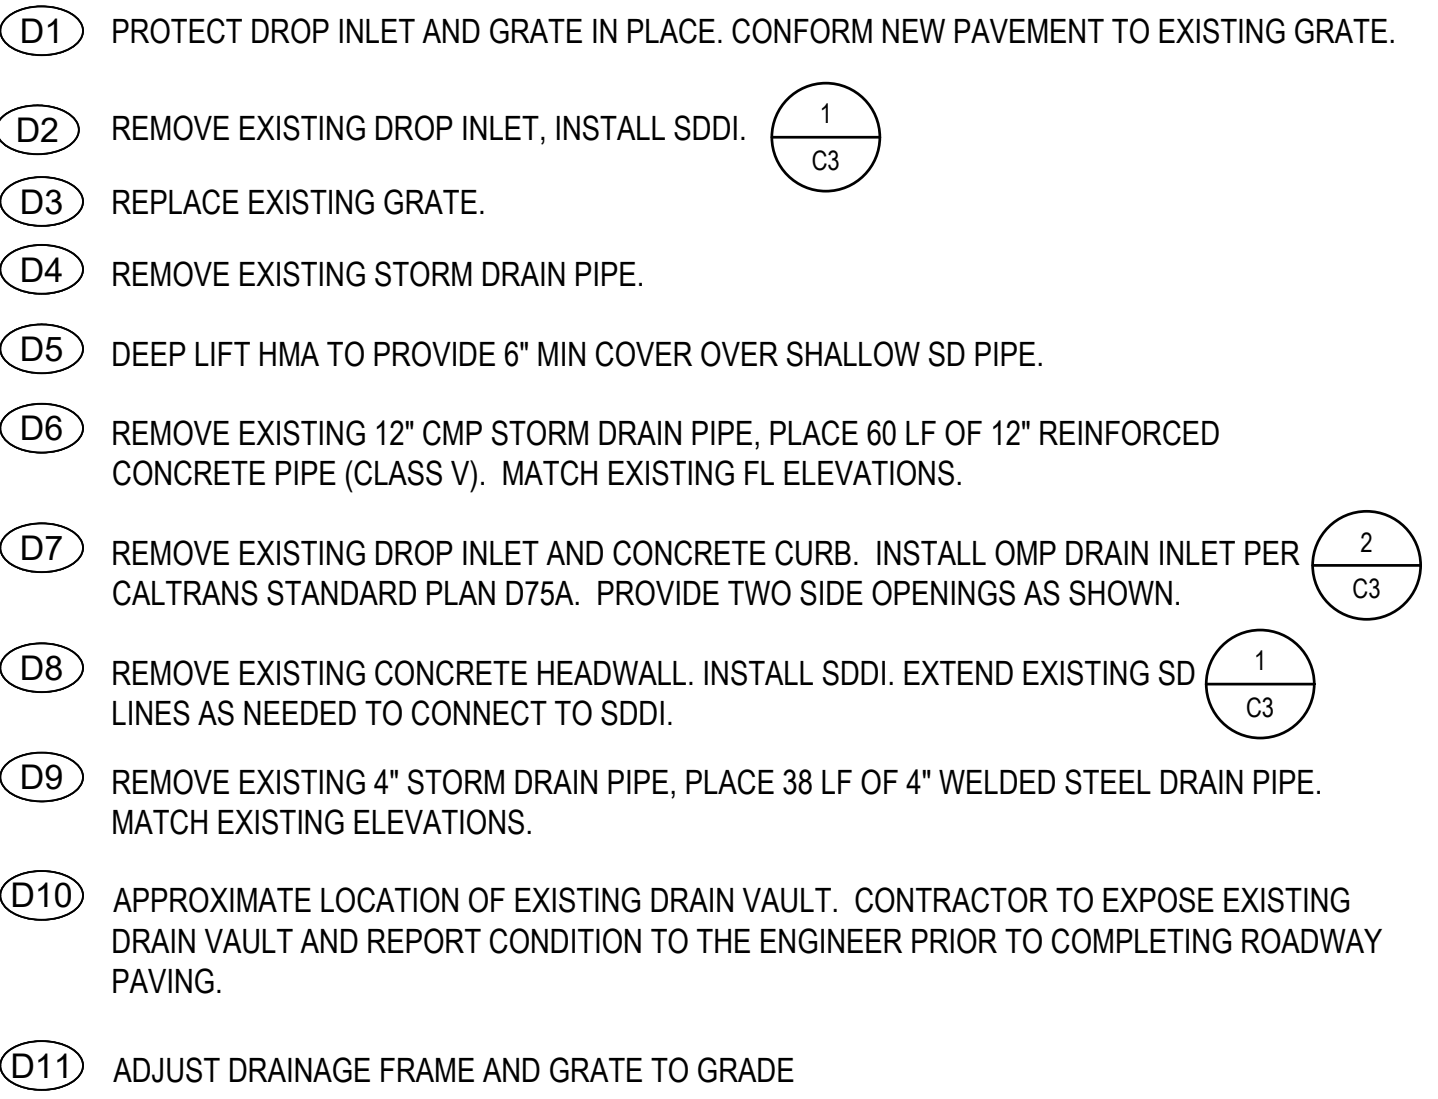 D1 PROTECT DROP INLET AND GRATE IN PLACE. CONFORM NEW PAVEMENT TO EXISTING GRATE.
D2 REMOVE EXISTING DROP INLET, INSTALL SDDI. 1
C3
D3 REPLACE EXISTING GRATE.
D4 REMOVE EXISTING STORM DRAIN PIPE.
D5 DEEP LIFT HMA TO PROVIDE 6" MIN COVER OVER SHALLOW SD PIPE.
D6 REMOVE EXISTING 12" CMP STORM DRAIN PIPE, PLACE 60 LF OF 12" REINFORCED
CONCRETE PIPE (CLASS V).  MATCH EXISTING FL ELEVATIONS.
D7 REMOVE EXISTING DROP INLET AND CONCRETE CURB.  INSTALL OMP DRAIN INLET PER 2
CALTRANS STANDARD PLAN D75A.  PROVIDE TWO SIDE OPENINGS AS SHOWN. C3
D8 REMOVE EXISTING CONCRETE HEADWALL. INSTALL SDDI. EXTEND EXISTING SD 1
LINES AS NEEDED TO CONNECT TO SDDI. C3
D9 REMOVE EXISTING 4" STORM DRAIN PIPE, PLACE 38 LF OF 4" WELDED STEEL DRAIN PIPE.
MATCH EXISTING ELEVATIONS.
D10 APPROXIMATE LOCATION OF EXISTING DRAIN VAULT.  CONTRACTOR TO EXPOSE EXISTING
DRAIN VAULT AND REPORT CONDITION TO THE ENGINEER PRIOR TO COMPLETING ROADWAY
PAVING.
D11 ADJUST DRAINAGE FRAME AND GRATE TO GRADE